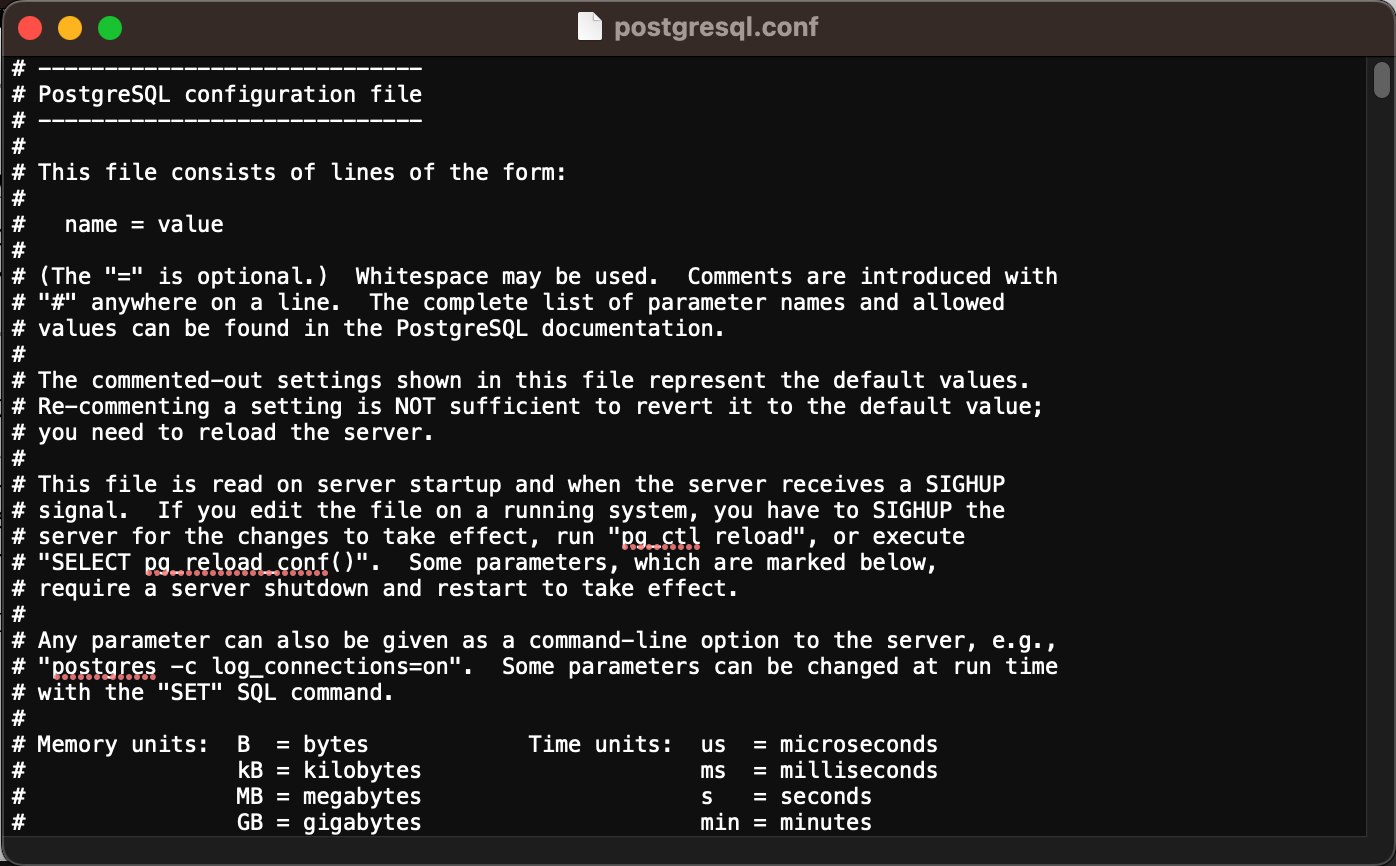 postgresql.conf
# -----------------------------
# PostgreSQL configuration file
# -----------------------------
#
# This file consists of lines of the form:
#
#   name = value
#
# (The "=" is optional.)  Whitespace may be used.  Comments are introduced with
# "#" anywhere on a line.  The complete list of parameter names and allowed
# values can be found in the PostgreSQL documentation.
#
# The commented-out settings shown in this file represent the default values.
# Re-commenting a setting is NOT sufficient to revert it to the default value;
# you need to reload the server.
#
# This file is read on server startup and when the server receives a SIGHUP
# signal.  If you edit the file on a running system, you have to SIGHUP the
# server for the changes to take effect, run "pg_ctl reload", or execute
# "SELECT pg_reload_conf()".  Some parameters, which are marked below,
# require a server shutdown and restart to take effect.
#
# Any parameter can also be given as a command-line option to the server, e.g.,
# "postgres -c log_connections=on".  Some parameters can be changed at run time
# with the "SET" SQL command.
#
# Memory units:  B  = bytes            Time units:  us  = microseconds
#                kB = kilobytes                     ms  = milliseconds
#                MB = megabytes                     s   = seconds
#                GB = gigabytes                     min = minutes